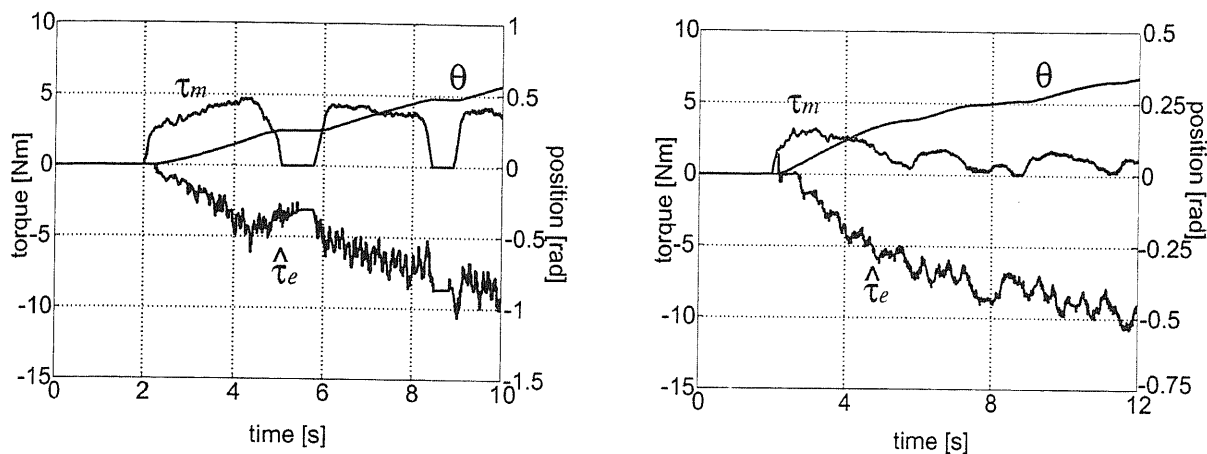 10
5
0
-5
-10
-15
torque [Nm]
0
2
4
6
8
10
time [s]
1
0.5
0
-0.5
-1
-1.5
position [rad]
τm
θ
τ̂e
10
5
0
-5
-10
-15
torque [Nm]
0
4
8
12
time [s]
0.5
0.25
0
-0.25
-0.5
-0.75
position [rad]
τm
θ
τ̂e